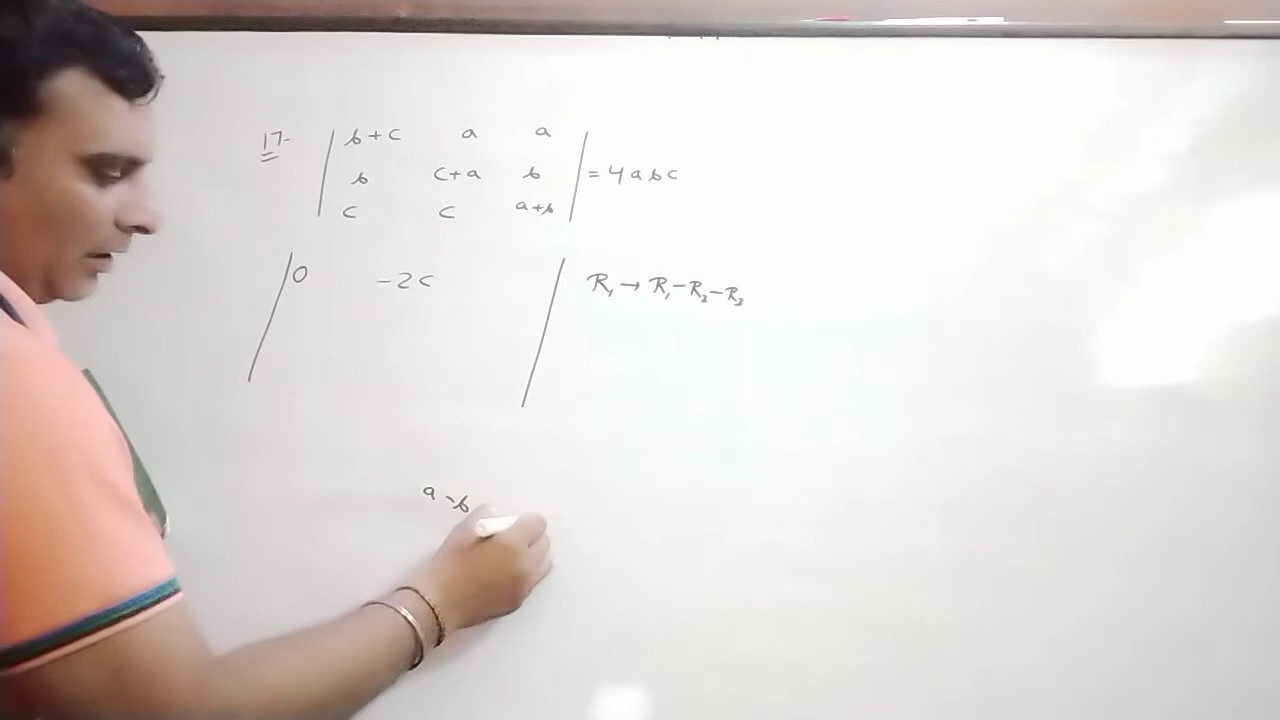 17-
| b+c a a |
| b c+a b | = 4abc
| c c a+b |
| 0 -2c | R₁ → R₁-R₂-R₃
a-b